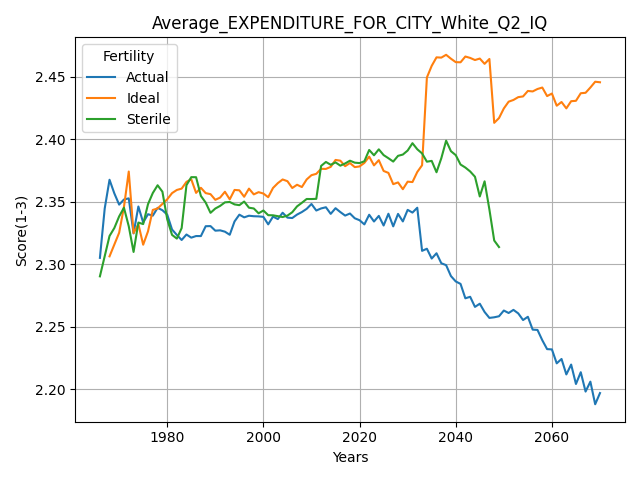 Average_EXPENDITURE_FOR_CITY_White_Q2_IQ
Fertility
Actual
Ideal
Sterile
Score(1-3)
2.45
2.40
2.35
2.30
2.25
2.20
1980 2000 2020 2040 2060
Years